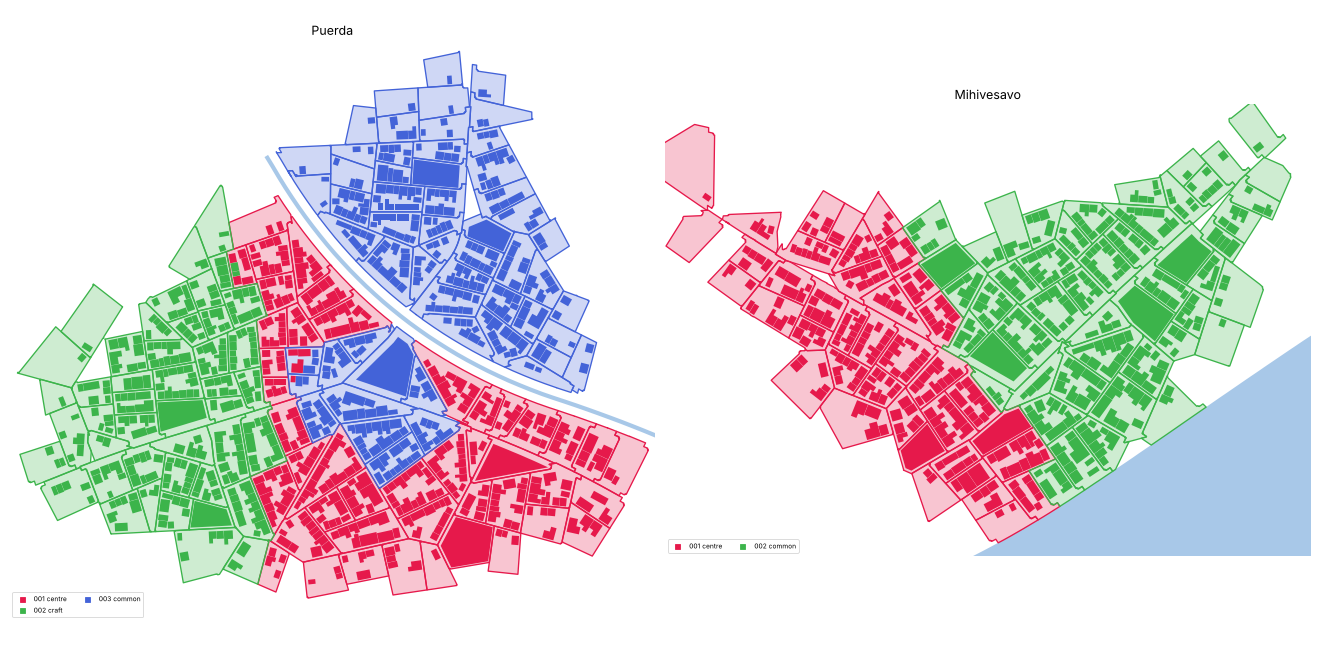 Puerda
001 centre
003 common
002 craft
Mihivesavo
001 centre
002 common